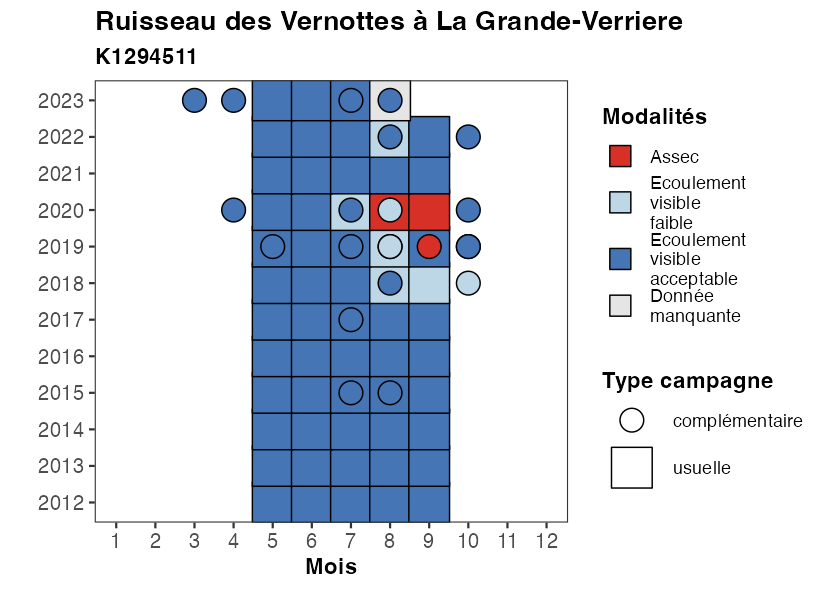 Ruisseau des Vernottes à La Grande-Verriere
K1294511
2023
2022
2021
2020
2019
2018
2017
2016
2015
2014
2013
2012
1 2 3 4 5 6 7 8 9 10 11 12
Mois
Modalités
Assec
Ecoulement
visible
faible
Ecoulement
visible
acceptable
Donnée
manquante
Type campagne
complémentaire
usuelle